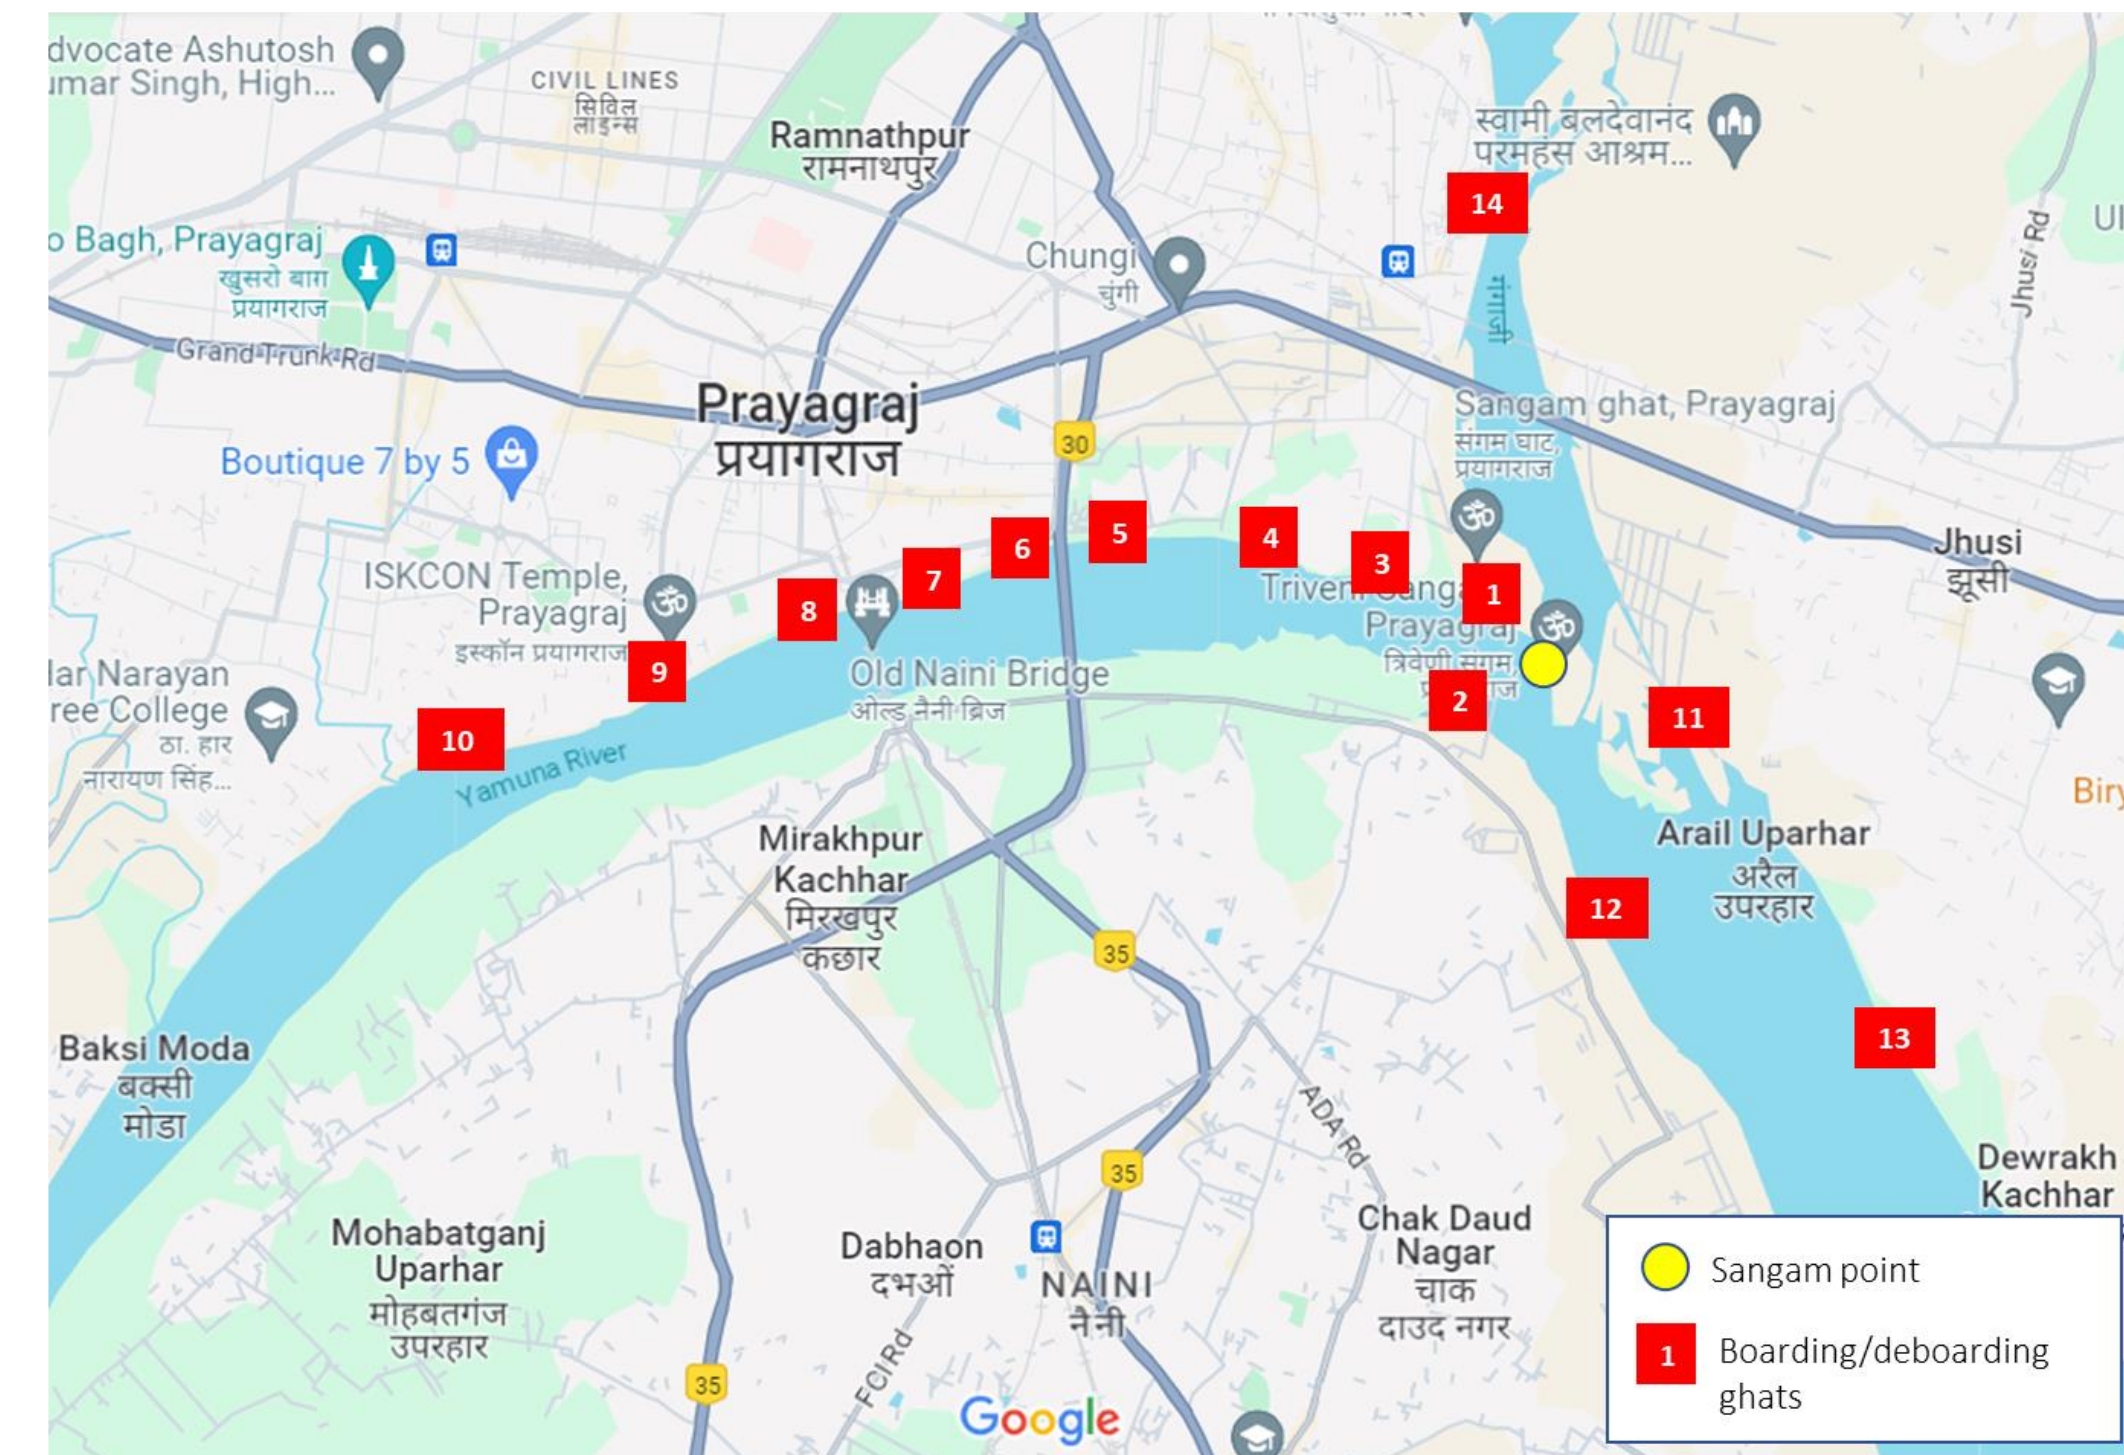 dvocate Ashutosh
umar Singh, High...
CIVIL LINES
सिविल
लाइन्स
Ramnathpur
रामनाथपुर
स्वामी बलदेवानंद
परमहंस आश्रम...
14
o Bagh, Prayagraj
खुसरो बाग
प्रयागराज
Chungi
चुंगी
गंगाजी
Jhusi Rd
Grand Trunk Rd
Prayagraj
प्रयागराज
Sangam ghat, Prayagraj
संगम घाट,
प्रयागराज
Boutique 7 by 5
30
5
4
6
3
7
1
8
Jhusi
झूसी
ISKCON Temple,
Prayagraj
इस्कॉन प्रयागराज
9
Prayagraj
त्रिवेणी संगम,
2
Old Naini Bridge
ओल्ड नैनी ब्रिज
11
lar Narayan
ree College
ठा. हार
नारायण सिंह...
10
Yamuna River
Mirakhpur
Kachhar
मिरखपुर
कछार
Arail Uparhar
अरैल
उपरहार
12
35
13
Baksi Moda
बक्सी
मोडा
ADA Rd
35
Dewrakh
Kachhar
Mohabatganj
Uparhar
मोहबतगंज
उपरहार
Dabhaon
दभओं
NAINI
नैनी
Chak Daud
Nagar
चाक
दाउद नगर
35
FCI Rd
Google
Sangam point
1
Boarding/deboarding
ghats